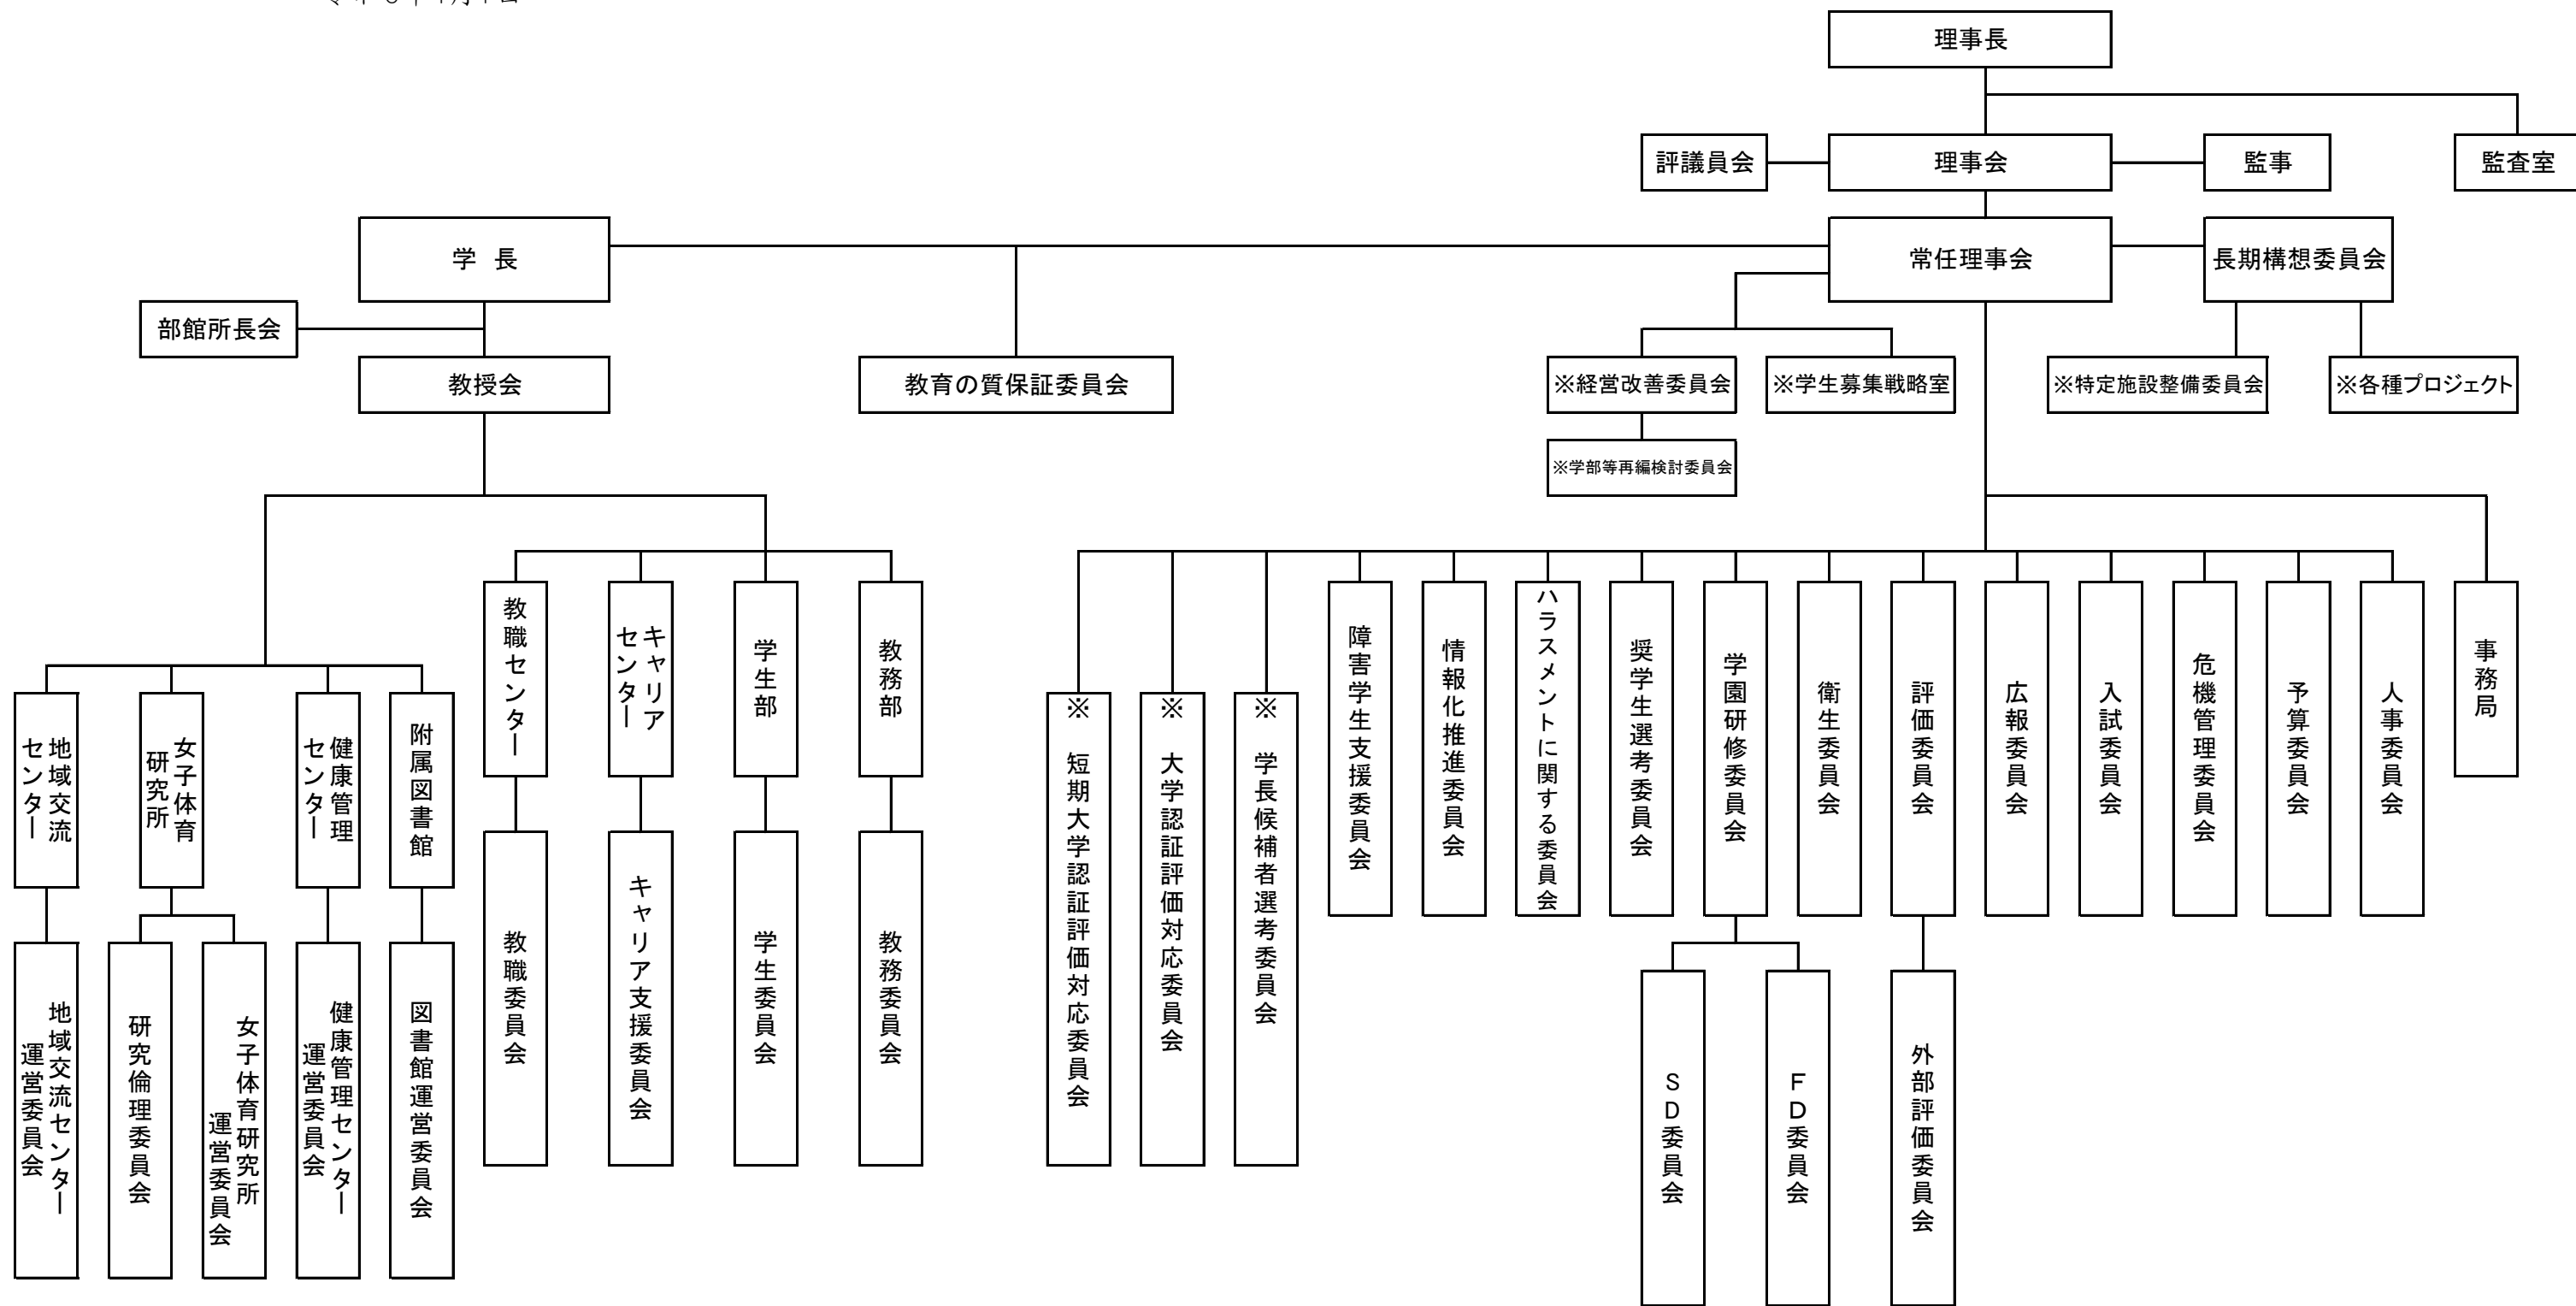 理事長
評議員会
理事会
監事
監査室
学 長
常任理事会
長期構想委員会
部館所長会
教授会
教育の質保証委員会
※経営改善委員会
※学生募集戦略室
※特定施設整備委員会
※各種プロジェクト
※学部等再編検討委員会
教職センター
キャリア
センター
学生部
教務部
障害学生支援委員会
情報化推進委員会
ハラスメントに関する委員会
奨学生選考委員会
学園研修委員会
衛生委員会
評価委員会
広報委員会
入試委員会
危機管理委員会
予算委員会
人事委員会
事務局
地域交流
センター
女子体育
研究所
健康管理
センター
附属図書館
※ 短期大学認証評価対応委員会
※ 大学認証評価対応委員会
※ 学長候補者選考委員会
教職委員会
キャリア支援委員会
学生委員会
教務委員会
地域交流センター
運営委員会
研究倫理委員会
女子体育研究所
運営委員会
健康管理センター
運営委員会
図書館運営委員会
SD委員会
FD委員会
外部評価委員会